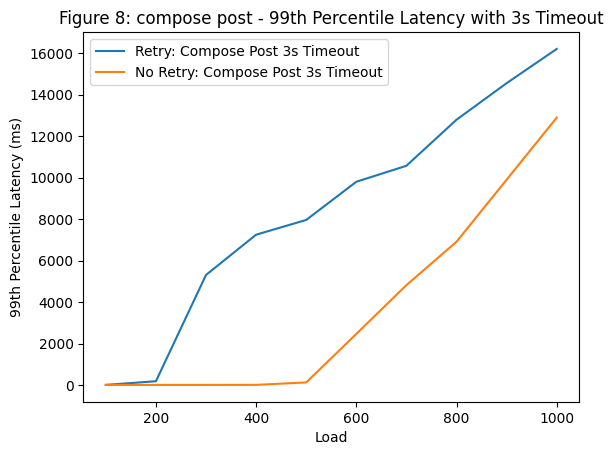 Figure 8: compose post - 99th Percentile Latency with 3s Timeout
Retry: Compose Post 3s Timeout
No Retry: Compose Post 3s Timeout
99th Percentile Latency (ms)
16000
14000
12000
10000
8000
6000
4000
2000
0
200
400
600
800
1000
Load